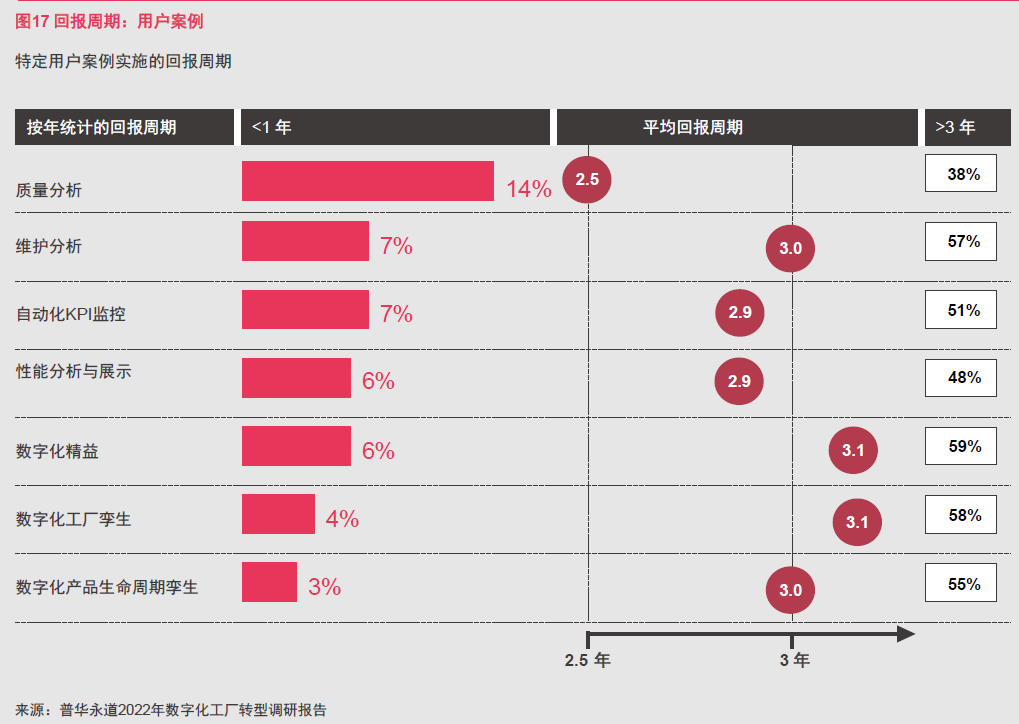 图17 回报周期：用户案例
特定用户案例实施的回报周期
按年统计的回报周期 <1 年 平均回报周期 >3 年
质量分析 14% 2.5 38%
维护分析 7% 3.0 57%
自动化KPI监控 7% 2.9 51%
性能分析与展示 6% 2.9 48%
数字化精益 6% 3.1 59%
数字化工厂孪生 4% 3.1 58%
数字化产品生命周期孪生 3% 3.0 55%
2.5 年 3 年
来源：普华永道2022年数字化工厂转型调研报告